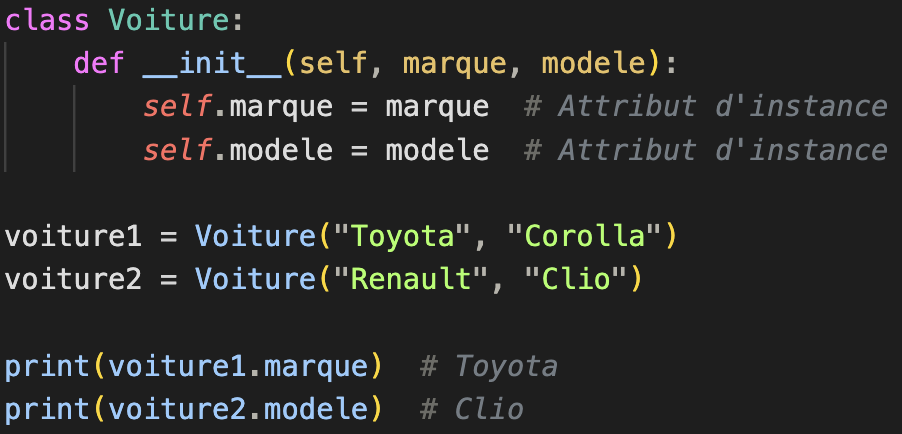 class Voiture:
    def __init__(self, marque, modele):
        self.marque = marque  # Attribut d'instance
        self.modele = modele  # Attribut d'instance

voiture1 = Voiture("Toyota", "Corolla")
voiture2 = Voiture("Renault", "Clio")

print(voiture1.marque)  # Toyota
print(voiture2.modele)  # Clio